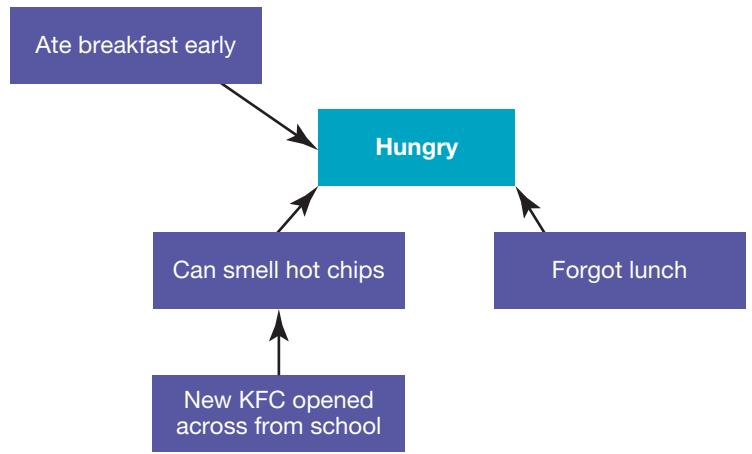 Ate breakfast early
Hungry
Can smell hot chips
Forgot lunch
New KFC opened
across from school